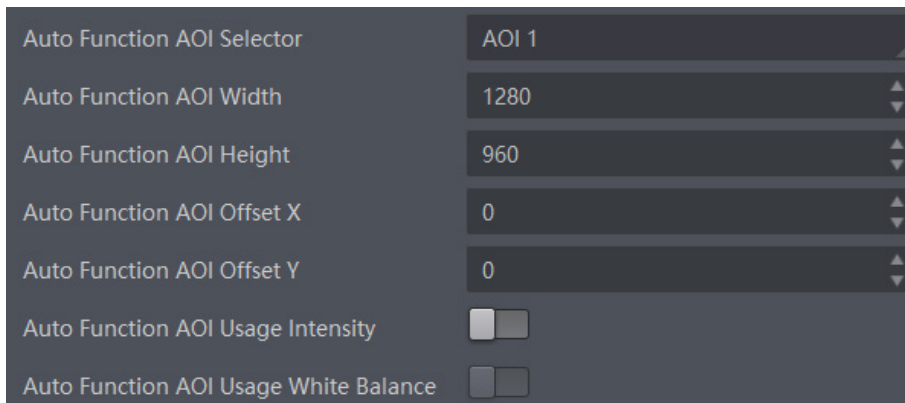 Auto Function AOI Selector AOI 1
Auto Function AOI Width 1280
Auto Function AOI Height 960
Auto Function AOI Offset X 0
Auto Function AOI Offset Y 0
Auto Function AOI Usage Intensity
Auto Function AOI Usage White Balance